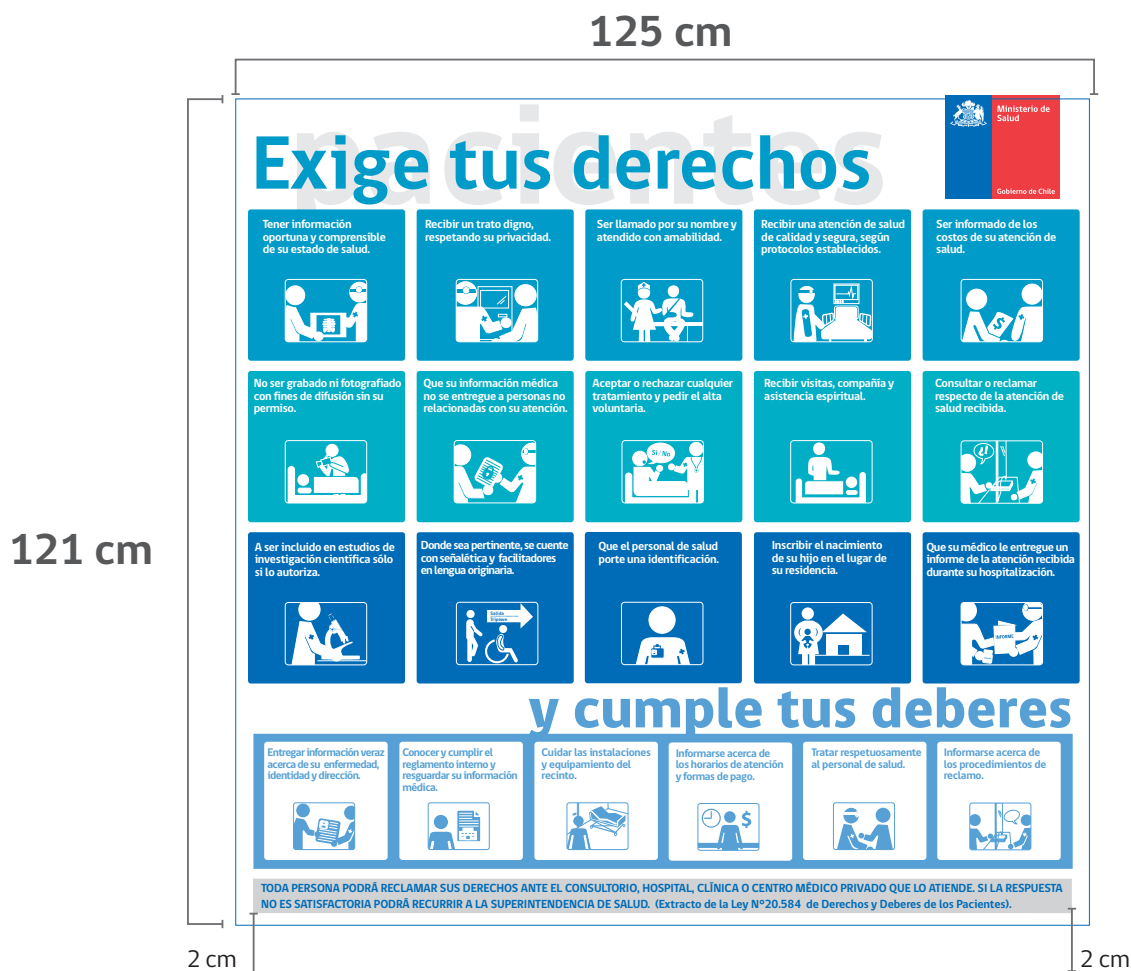 125 cm
Ministerio de
Salud
Gobierno de Chile
pacientes
Exige tus derechos
Tener información
oportuna y comprensible
de su estado de salud.
Recibir un trato digno,
respetando su privacidad.
Ser llamado por su nombre y
atendido con amabilidad.
Recibir una atención de salud
de calidad y segura, según
protocolos establecidos.
Ser informado de los
costos de su atención de
salud.
$
No ser grabado ni fotografiado
con fines de difusión sin su
permiso.
Que su información médica
no se entregue a personas no
relacionadas con su atención.
Aceptar o rechazar cualquier
tratamiento y pedir el alta
voluntaria.
Si/No
Recibir visitas, compañía y
asistencia espiritual.
Consultar o reclamar
respecto de la atención de
salud recibida.
¿!
121 cm
A ser incluido en estudios de
investigación científica sólo
si lo autoriza.
Donde sea pertinente, se cuente
con señalética y facilitadores
en lengua originaria.
Salida
Tripawe
Que el personal de salud
porte una identificación.
Inscribir el nacimiento
de su hijo en el lugar de
su residencia.
Que su médico le entregue un
informe de la atención recibida
durante su hospitalización.
INFORME
y cumple tus deberes
Entregar información veraz
acerca de su enfermedad,
identidad y dirección.
Conocer y cumplir el
reglamento interno y
resguardar su información
médica.
Cuidar las instalaciones
y equipamiento del
recinto.
Informarse acerca de
los horarios de atención
y formas de pago.
$
Tratar respetuosamente
al personal de salud.
Informarse acerca de
los procedimientos de
reclamo.
TODA PERSONA PODRÁ RECLAMAR SUS DERECHOS ANTE EL CONSULTORIO, HOSPITAL, CLÍNICA O CENTRO MÉDICO PRIVADO QUE LO ATIENDE. SI LA RESPUESTA
NO ES SATISFACTORIA PODRÁ RECURRIR A LA SUPERINTENDENCIA DE SALUD. (Extracto de la Ley Nº20.584 de Derechos y Deberes de los Pacientes).
2 cm
2 cm